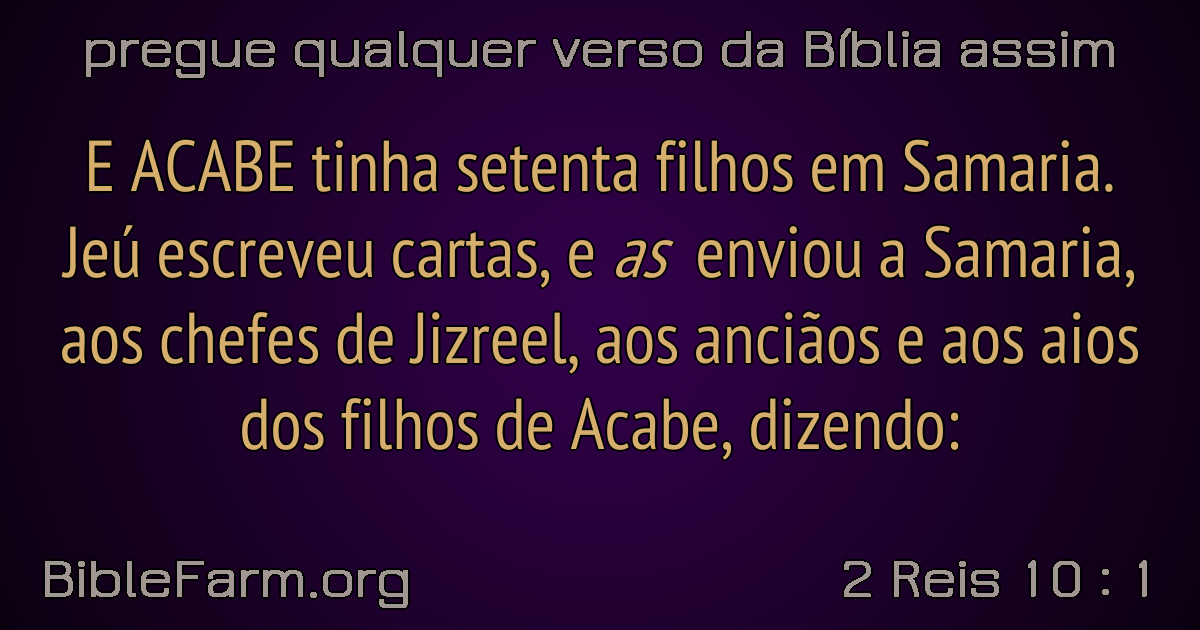 pregue qualquer verso da Bíblia assim
E ACABE tinha setenta filhos em Samaria.
Jeú escreveu cartas, e as enviou a Samaria,
aos chefes de Jizreel, aos anciãos e aos aios
dos filhos de Acabe, dizendo:
BibleFarm.org
2 Reis 10 : 1